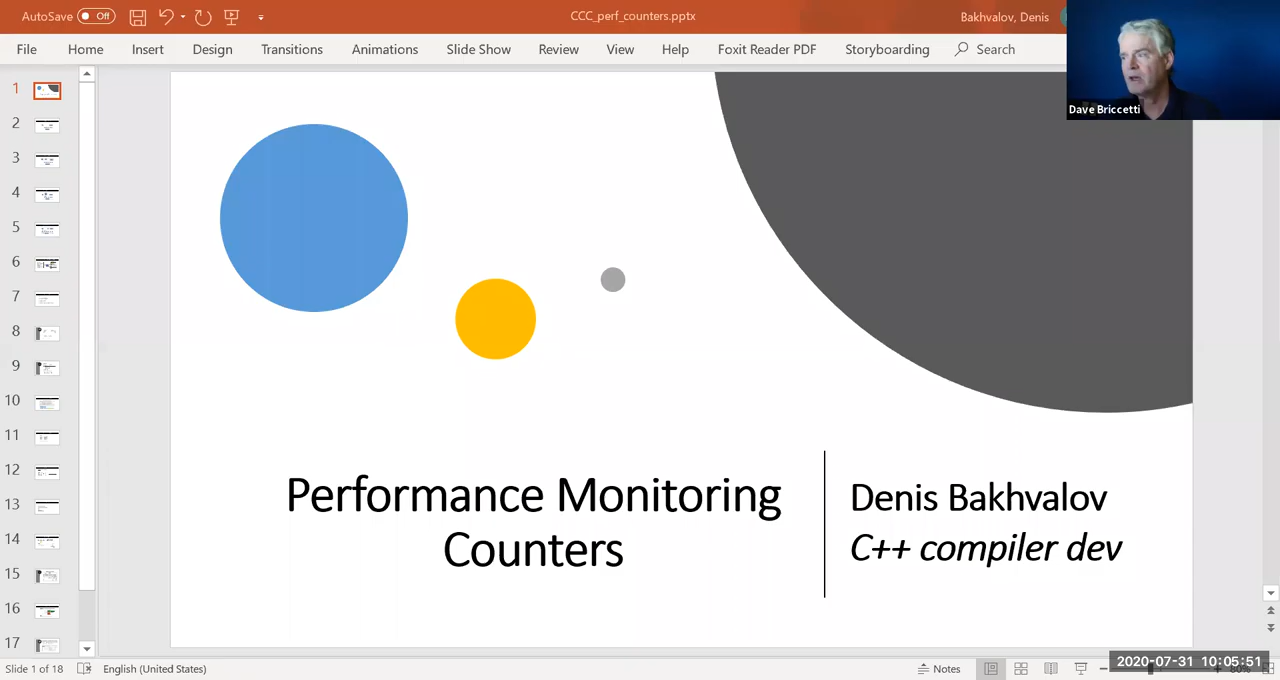 AutoSave Off
CCC_perf_counters.pptx
Bakhvalov, Denis
File Home Insert Design Transitions Animations Slide Show Review View Help Foxit Reader PDF Storyboarding Search
Dave Briccetti
1
2
3
4
5
6
7
8
9
10
11
12
13
14
15
16
17
Performance Monitoring
Counters
Denis Bakhvalov
C++ compiler dev
Slide 1 of 18
English (United States)
Notes
2020-07-31 10:05:51